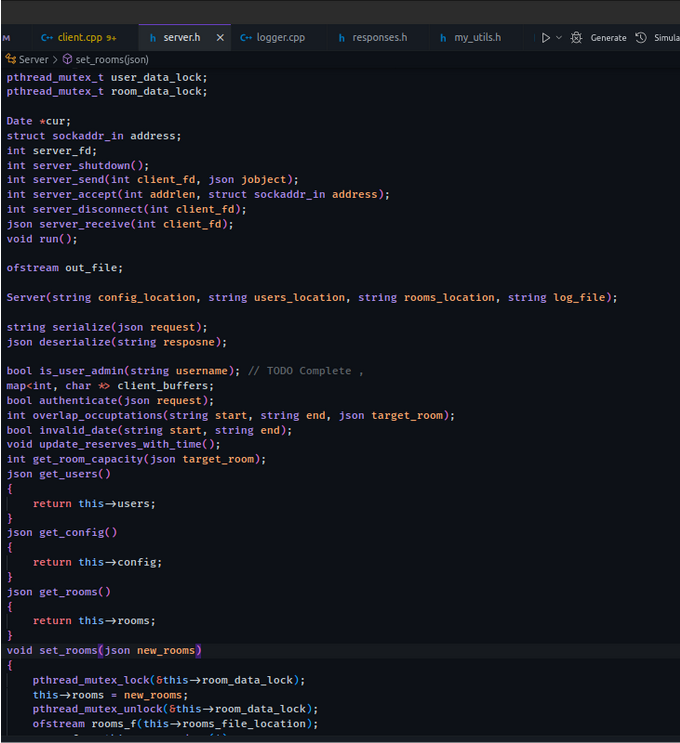 M client.cpp 9+ server.h × logger.cpp responses.h my_utils.h Generate Simula
Server > set_rooms(json)
pthread_mutex_t user_data_lock;
pthread_mutex_t room_data_lock;
Date *cur;
struct sockaddr_in address;
int server_fd;
int server_shutdown();
int server_send(int client_fd, json jobject);
int server_accept(int addrlen, struct sockaddr_in address);
int server_disconnect(int client_fd);
json server_receive(int client_fd);
void run();
ofstream out_file;
Server(string config_location, string users_location, string rooms_location, string log_file);
string serialize(json request);
json deserialize(string resposne);
bool is_user_admin(string username); // TODO Complete ,
map<int, char *> client_buffers;
bool authenticate(json request);
int overlap_occuptations(string start, string end, json target_room);
bool invalid_date(string start, string end);
void update_reserves_with_time();
int get_room_capacity(json target_room);
json get_users()
{
return this->users;
}
json get_config()
{
return this->config;
}
json get_rooms()
{
return this->rooms;
}
void set_rooms(json new_rooms)
{
pthread_mutex_lock(&this->room_data_lock);
this->rooms = new_rooms;
pthread_mutex_unlock(&this->room_data_lock);
ofstream rooms_f(this->rooms_file_location);